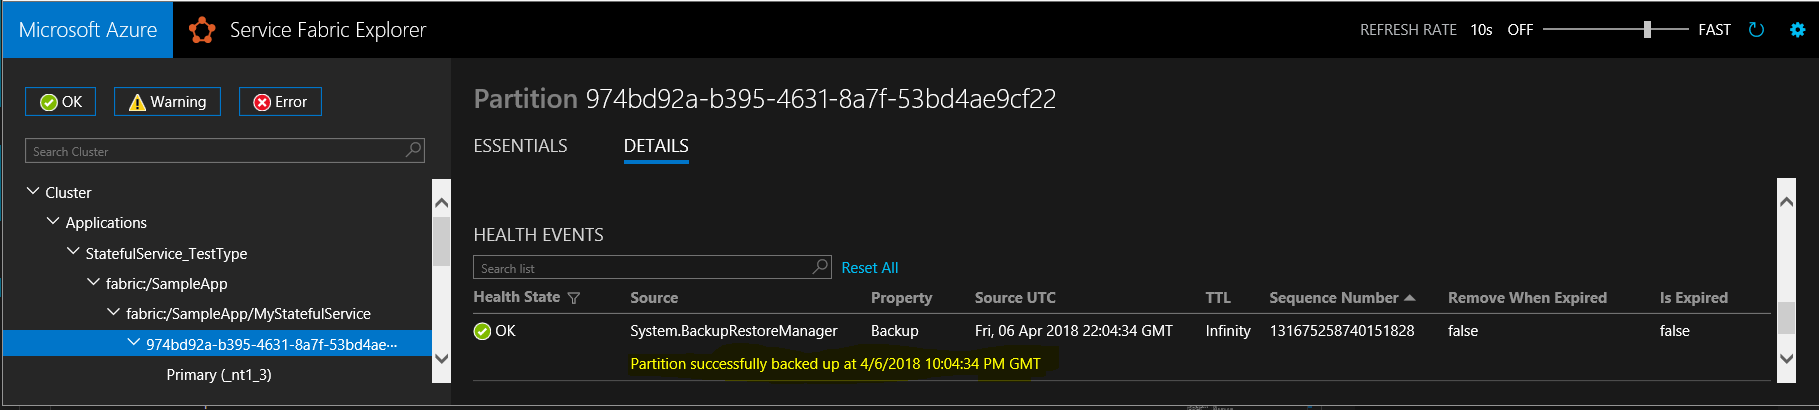 Microsoft Azure
Service Fabric Explorer
REFRESH RATE 10s OFF FAST
OK
Warning
Error
Search Cluster
Cluster
Applications
StatefulService_TestType
fabric:/SampleApp
fabric:/SampleApp/MyStatefulService
974bd92a-b395-4631-8a7f-53bd4ae···
Primary (_nt1_3)
Partition 974bd92a-b395-4631-8a7f-53bd4ae9cf22
ESSENTIALS DETAILS
HEALTH EVENTS
Search list
Reset All
Health State Source Property Source UTC TTL Sequence Number Remove When Expired Is Expired
OK System.BackupRestoreManager Backup Fri, 06 Apr 2018 22:04:34 GMT Infinity 131675258740151828 false false
Partition successfully backed up at 4/6/2018 10:04:34 PM GMT